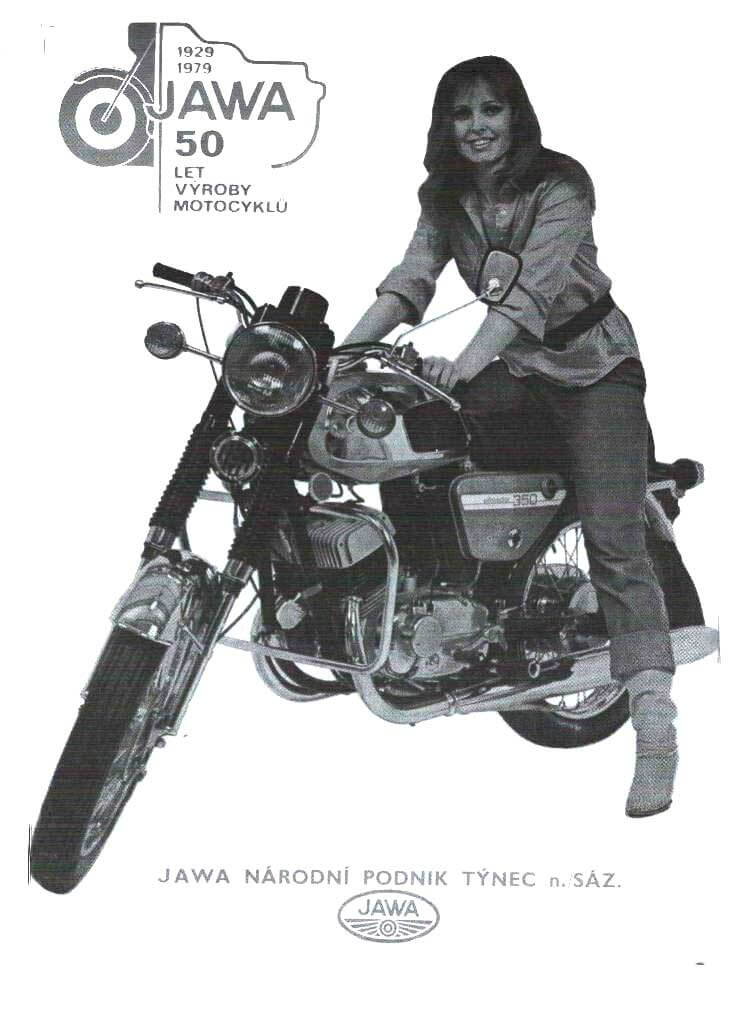 1929
1979
JAWA
50
LET
VÝROBY
MOTOCYKLŮ
350
JAWA NÁRODNÍ PODNIK TÝNEC n./SÁZ.
JAWA